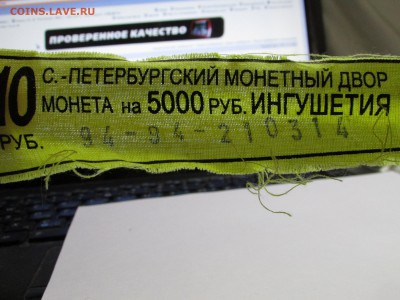 COINS.LAVE.RU
ПРОВЕРЕННОЕ КАЧЕСТВО
10 С.-ПЕТЕРБУРГСКИЙ МОНЕТНЫЙ ДВОР
МОНЕТА на 5000 РУБ. ИНГУШЕТИЯ
РУБ. 94-94-210314